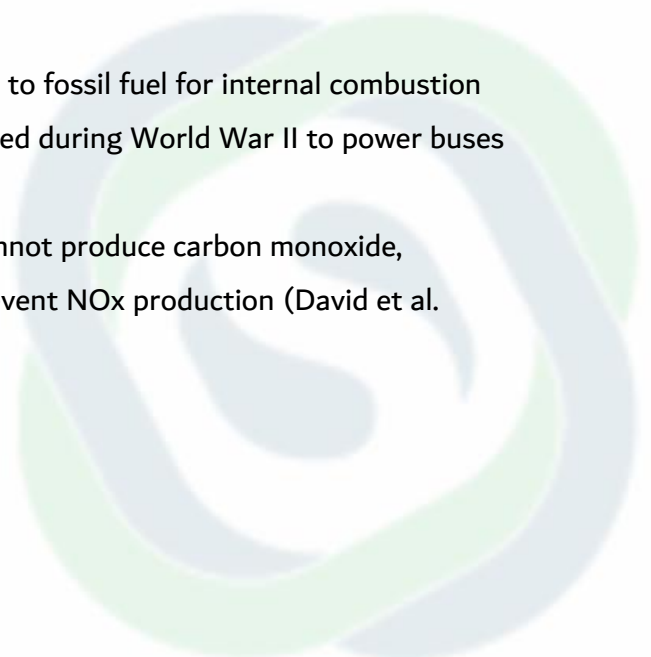 to fossil fuel for internal combustion
ed during World War II to power buses
nnot produce carbon monoxide,
vent NOx production (David et al.